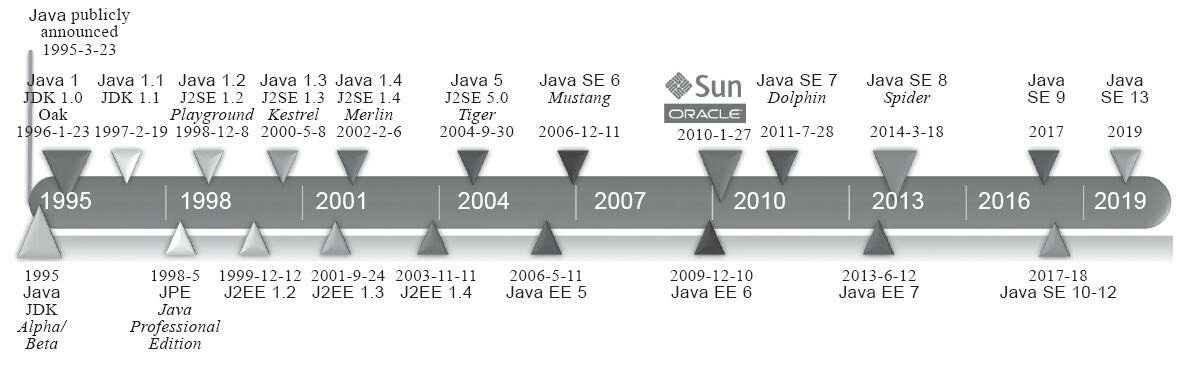 Java publicly
announced
1995-3-23
Java 1
JDK 1.0
Oak
1996-1-23
Java 1.1
JDK 1.1
1997-2-19
Java 1.2
J2SE 1.2
Playground
1998-12-8
Java 1.3
J2SE 1.3
Kestrel
2000-5-8
Java 1.4
J2SE 1.4
Merlin
2002-2-6
Java 5
J2SE 5.0
Tiger
2004-9-30
Java SE 6
Mustang
2006-12-11
Sun
ORACLE
2010-1-27
Java SE 7
Dolphin
2011-7-28
Java SE 8
Spider
2014-3-18
Java
SE 9
2017
Java
SE 13
2019
1995
1998
2001
2004
2007
2010
2013
2016
2019
1995
Java
JDK
Alpha/
Beta
1998-5
JPE
Java
Professional
Edition
1999-12-12
J2EE 1.2
2001-9-24
J2EE 1.3
2003-11-11
J2EE 1.4
2006-5-11
Java EE 5
2009-12-10
Java EE 6
2013-6-12
Java EE 7
2017-18
Java SE 10-12